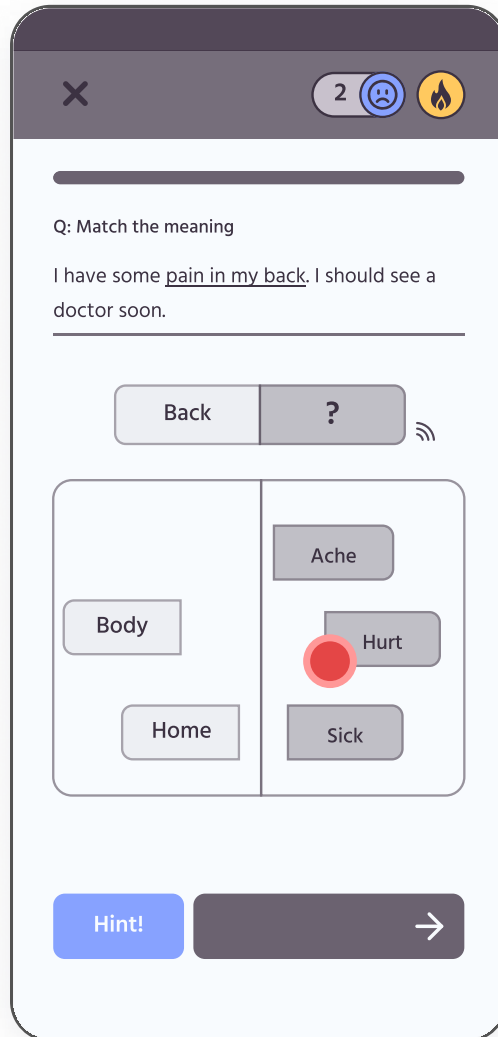 2
Q: Match the meaning
I have some pain in my back. I should see a
doctor soon.
Back ?
Ache
Body
Hurt
Home
Sick
Hint!